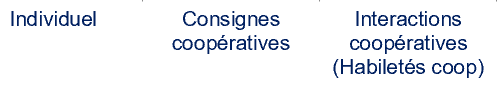 Individuel
Consignes
coopératives
Interactions
coopératives
(Habiletés coop)